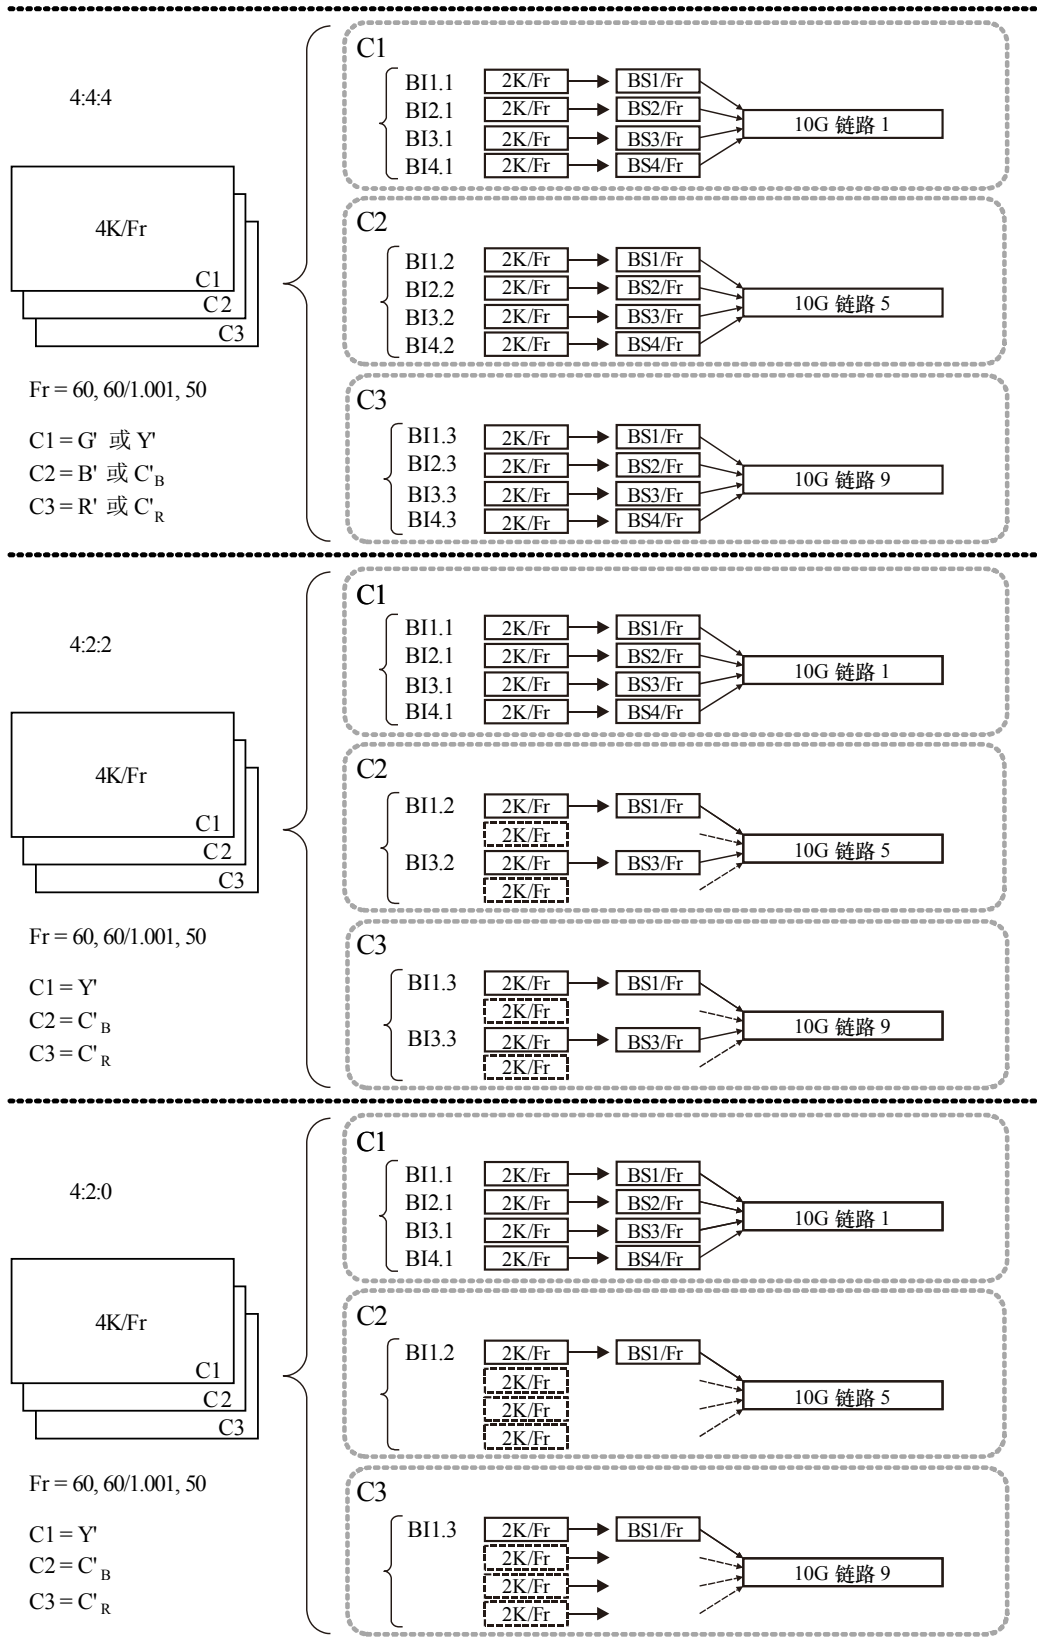 4:4:4
4K/Fr
C1
C2
C3
Fr = 60, 60/1.001, 50
C1 = G' 或 Y'
C2 = B' 或 C'B
C3 = R' 或 C'R
C1
BI1.1 2K/Fr BS1/Fr
BI2.1 2K/Fr BS2/Fr
BI3.1 2K/Fr BS3/Fr
BI4.1 2K/Fr BS4/Fr
10G 链路 1
C2
BI1.2 2K/Fr BS1/Fr
BI2.2 2K/Fr BS2/Fr
BI3.2 2K/Fr BS3/Fr
BI4.2 2K/Fr BS4/Fr
10G 链路 5
C3
BI1.3 2K/Fr BS1/Fr
BI2.3 2K/Fr BS2/Fr
BI3.3 2K/Fr BS3/Fr
BI4.3 2K/Fr BS4/Fr
10G 链路 9
4:2:2
4K/Fr
C1
C2
C3
Fr = 60, 60/1.001, 50
C1 = Y'
C2 = C'B
C3 = C'R
C1
BI1.1 2K/Fr BS1/Fr
BI2.1 2K/Fr BS2/Fr
BI3.1 2K/Fr BS3/Fr
BI4.1 2K/Fr BS4/Fr
10G 链路 1
C2
BI1.2 2K/Fr BS1/Fr
2K/Fr
BI3.2 2K/Fr BS3/Fr
2K/Fr
10G 链路 5
C3
BI1.3 2K/Fr BS1/Fr
2K/Fr
BI3.3 2K/Fr BS3/Fr
2K/Fr
10G 链路 9
4:2:0
4K/Fr
C1
C2
C3
Fr = 60, 60/1.001, 50
C1 = Y'
C2 = C'B
C3 = C'R
C1
BI1.1 2K/Fr BS1/Fr
BI2.1 2K/Fr BS2/Fr
BI3.1 2K/Fr BS3/Fr
BI4.1 2K/Fr BS4/Fr
10G 链路 1
C2
BI1.2 2K/Fr BS1/Fr
2K/Fr
2K/Fr
2K/Fr
10G 链路 5
C3
BI1.3 2K/Fr BS1/Fr
2K/Fr
2K/Fr
2K/Fr
10G 链路 9